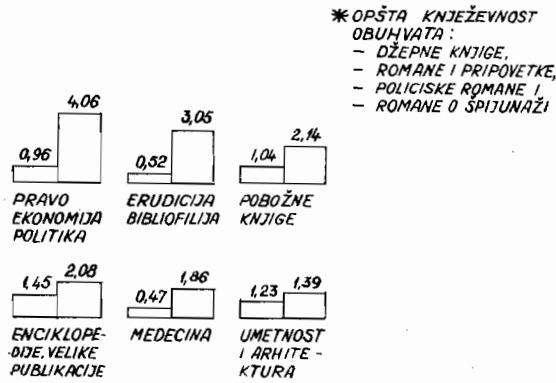 * OPŠTA KNJEŽEVNOST
OBUHVATA :
– DŽEPNE KNJIGE,
– ROMANE I PRIPOVETKE,
– POLICISKE ROMANE I
– ROMANE O ŠPIJUNAŽI
0,96 4,06
PRAVO
EKONOMIJA
POLITIKA
0,52 3,05
ERUDICIJA
BIBLIOFILIJA
1,04 2,14
POBOŽNE
KNJIGE
1,45 2,08
ENCIKLOPE-
-DIJE, VELIKE
PUBLIKACIJE
0,47 1,86
MEDECINA
1,23 1,39
UMETNOST
I ARHITE-
KTURA